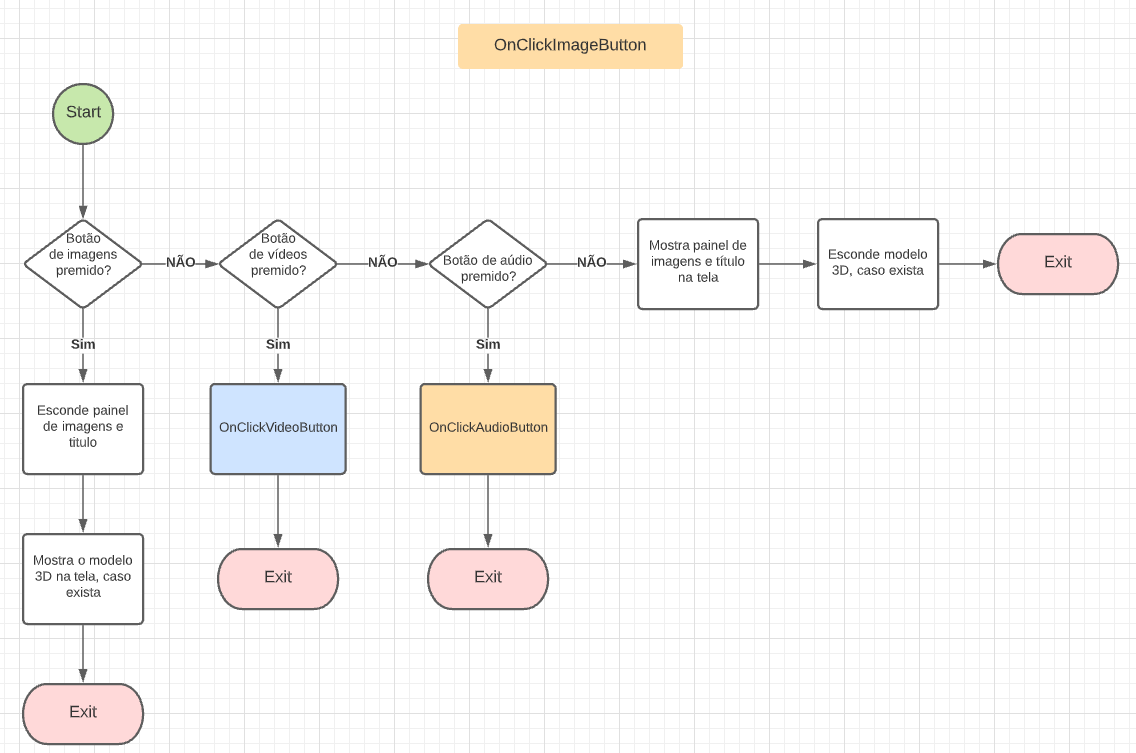 OnClickImageButton
Start
Botão
de imagens
premido?
NÃO
Botão
de vídeos
premido?
NÃO
Botão de aúdio
premido?
NÃO
Mostra painel de
imagens e título
na tela
Esconde modelo
3D, caso exista
Exit
Sim
Sim
Sim
Esconde painel
de imagens e
titulo
OnClickVideoButton
OnClickAudioButton
Mostra o modelo
3D na tela, caso
exista
Exit
Exit
Exit